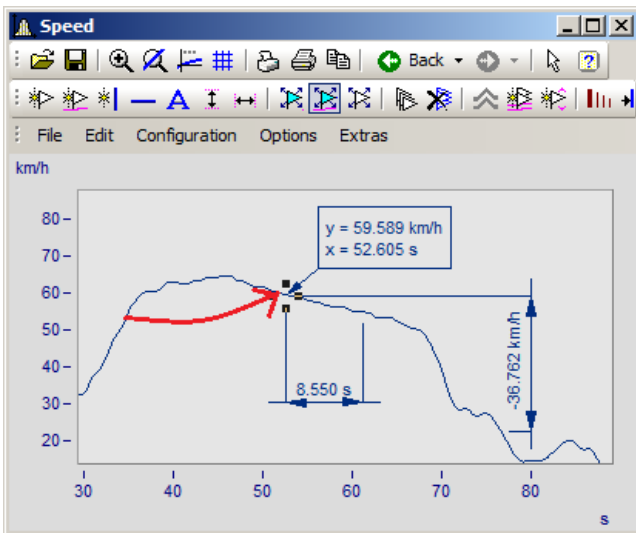 Speed
Back
A
File Edit Configuration Options Extras
km/h
y = 59.589 km/h
x = 52.605 s
80
70
60
50
40
30
20
8.550 s
-36.762 km/h
30 40 50 60 70 80
s